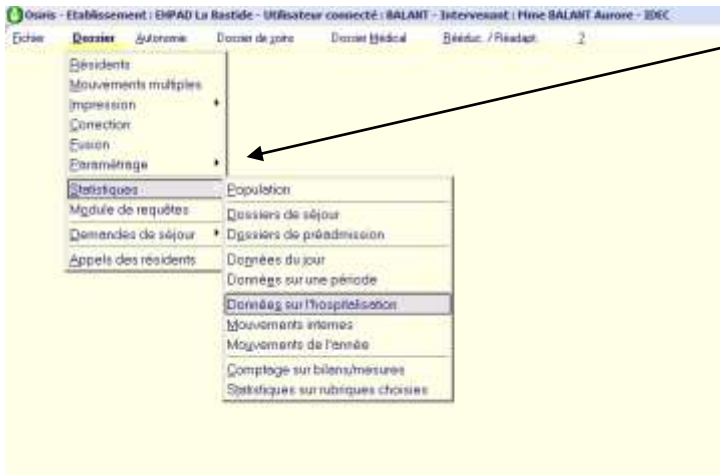 Osiris - Etablissement : EHPAD La Bastide - Utilisateur connecté : BALANT - Intervenant : Mme BALANT Aurore - IDEC
Fichier Dossier Autonomie Dossier de soins Dossier Médical Rééduc. / Réadapt. ?
Résidents
Mouvements multiples
Impression
Correction
Fusion
Paramétrage
Statistiques
Module de requêtes
Demandes de séjour
Appels des résidents
Population
Dossiers de séjour
Dossiers de préadmission
Données du jour
Données sur une période
Données sur l'hospitalisation
Mouvements internes
Mouvements de l'année
Comptage sur bilans/mesures
Statistiques sur rubriques choisies